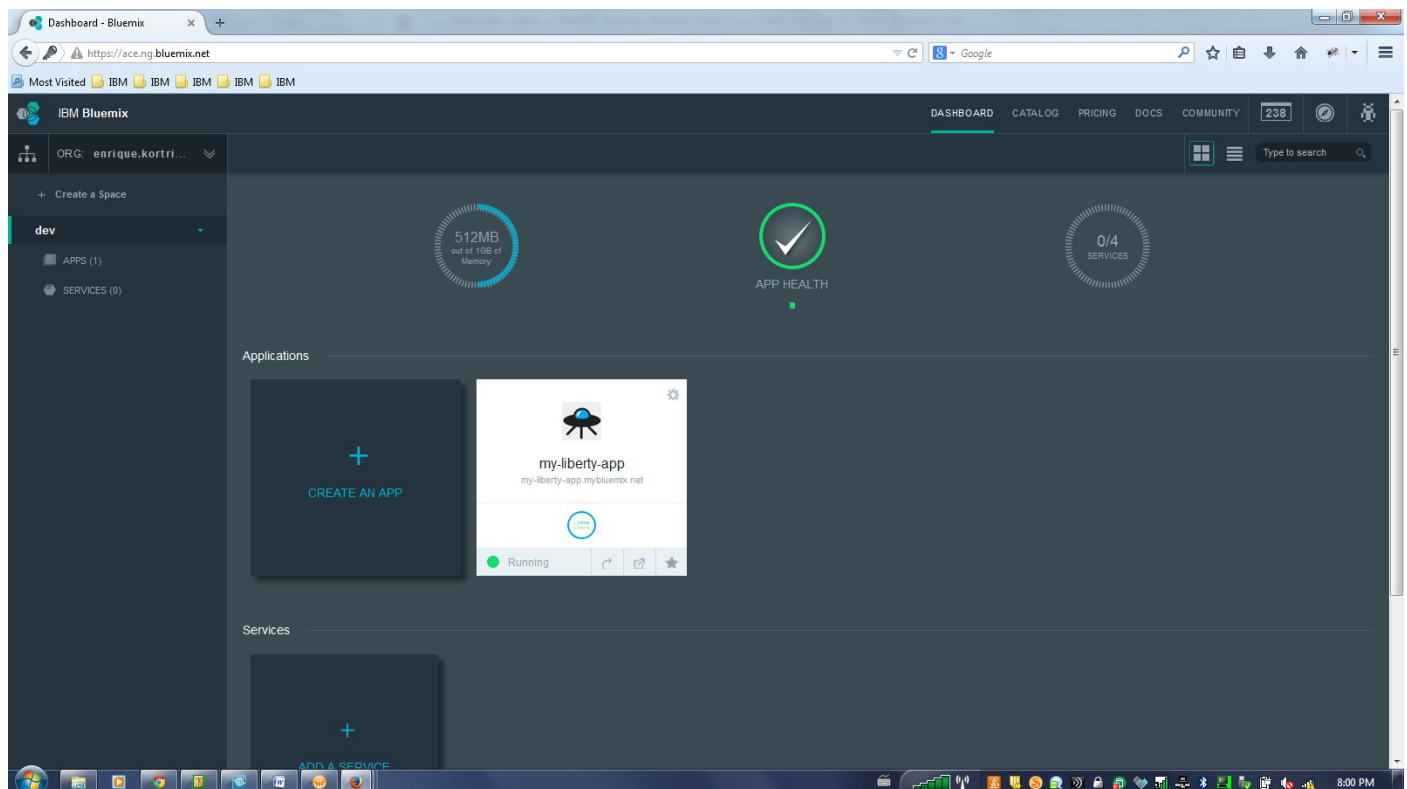 Dashboard - Bluemix
https://ace.ng.bluemix.net
Google
Most Visited IBM IBM IBM IBM IBM
IBM Bluemix
DASHBOARD CATALOG PRICING DOCS COMMUNITY 238
ORG: enrique.kortri...
Type to search
+ Create a Space
dev
APPS (1)
SERVICES (0)
512MB
out of 1GB of
Memory
APP HEALTH
0/4
SERVICES
Applications
+
CREATE AN APP
my-liberty-app
my-liberty-app.mybluemix.net
Running
Services
+
ADD A SERVICE
8:00 PM